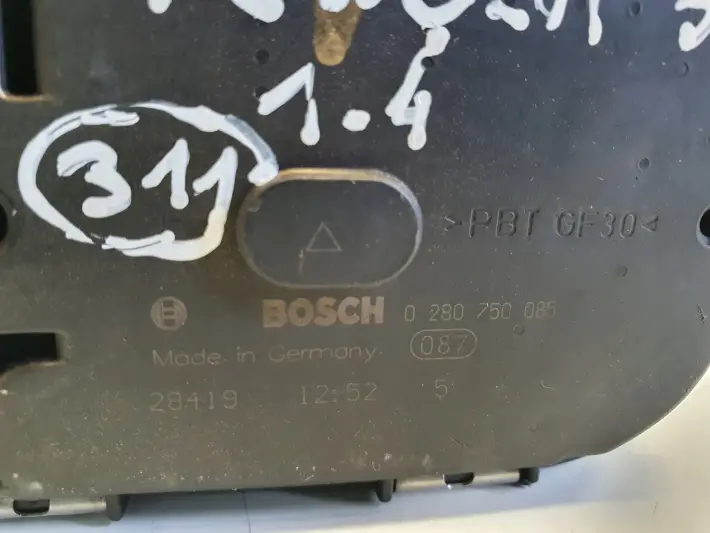 1.4
311
>PBT GF30<
BOSCH 0 280 750 085
Made in Germany 087
28419 12:52 5